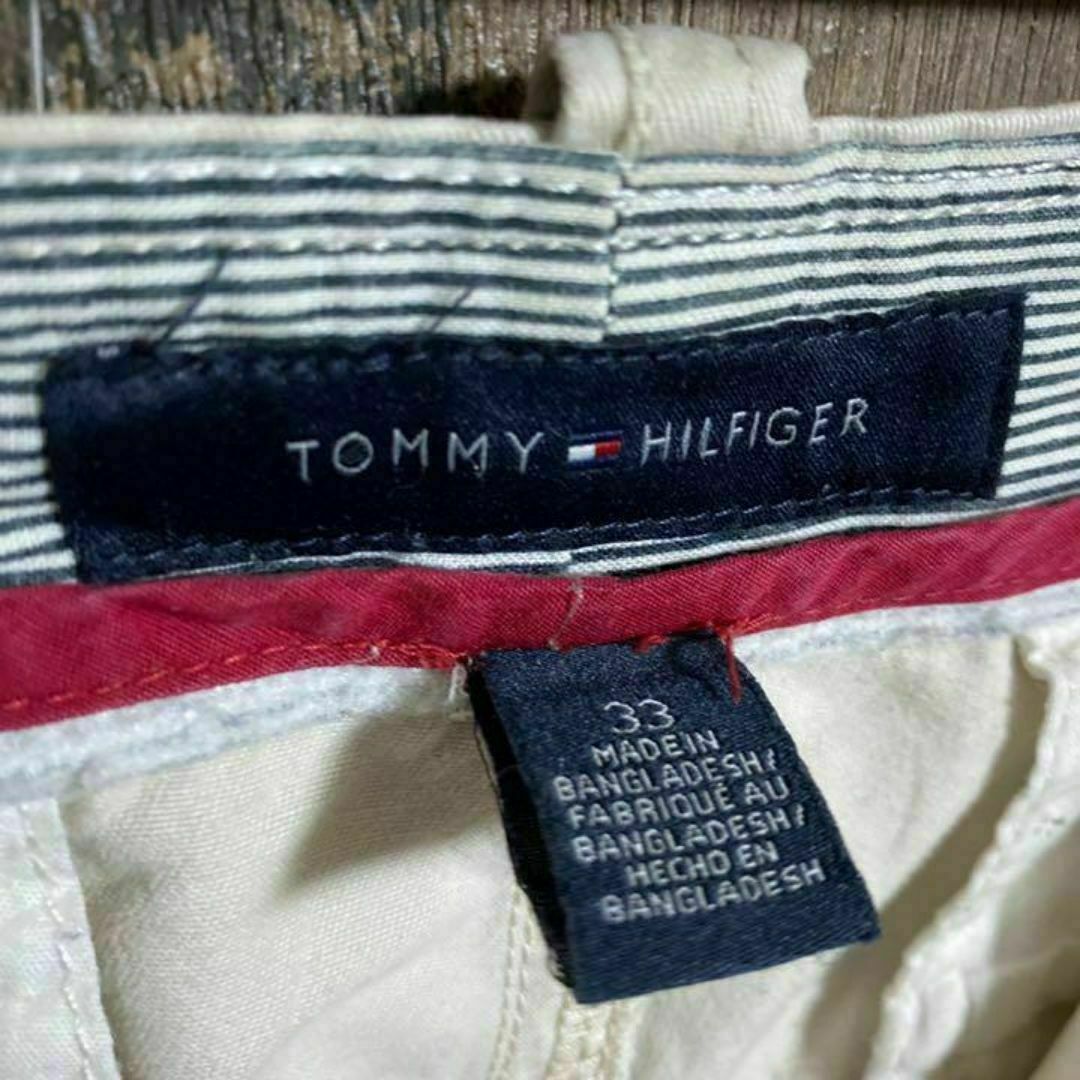 TOMMY HILFIGER
33
MADE IN
BANGLADESH/
FABRIQUÉ AU
BANGLADESH/
HECHO EN
BANGLADESH